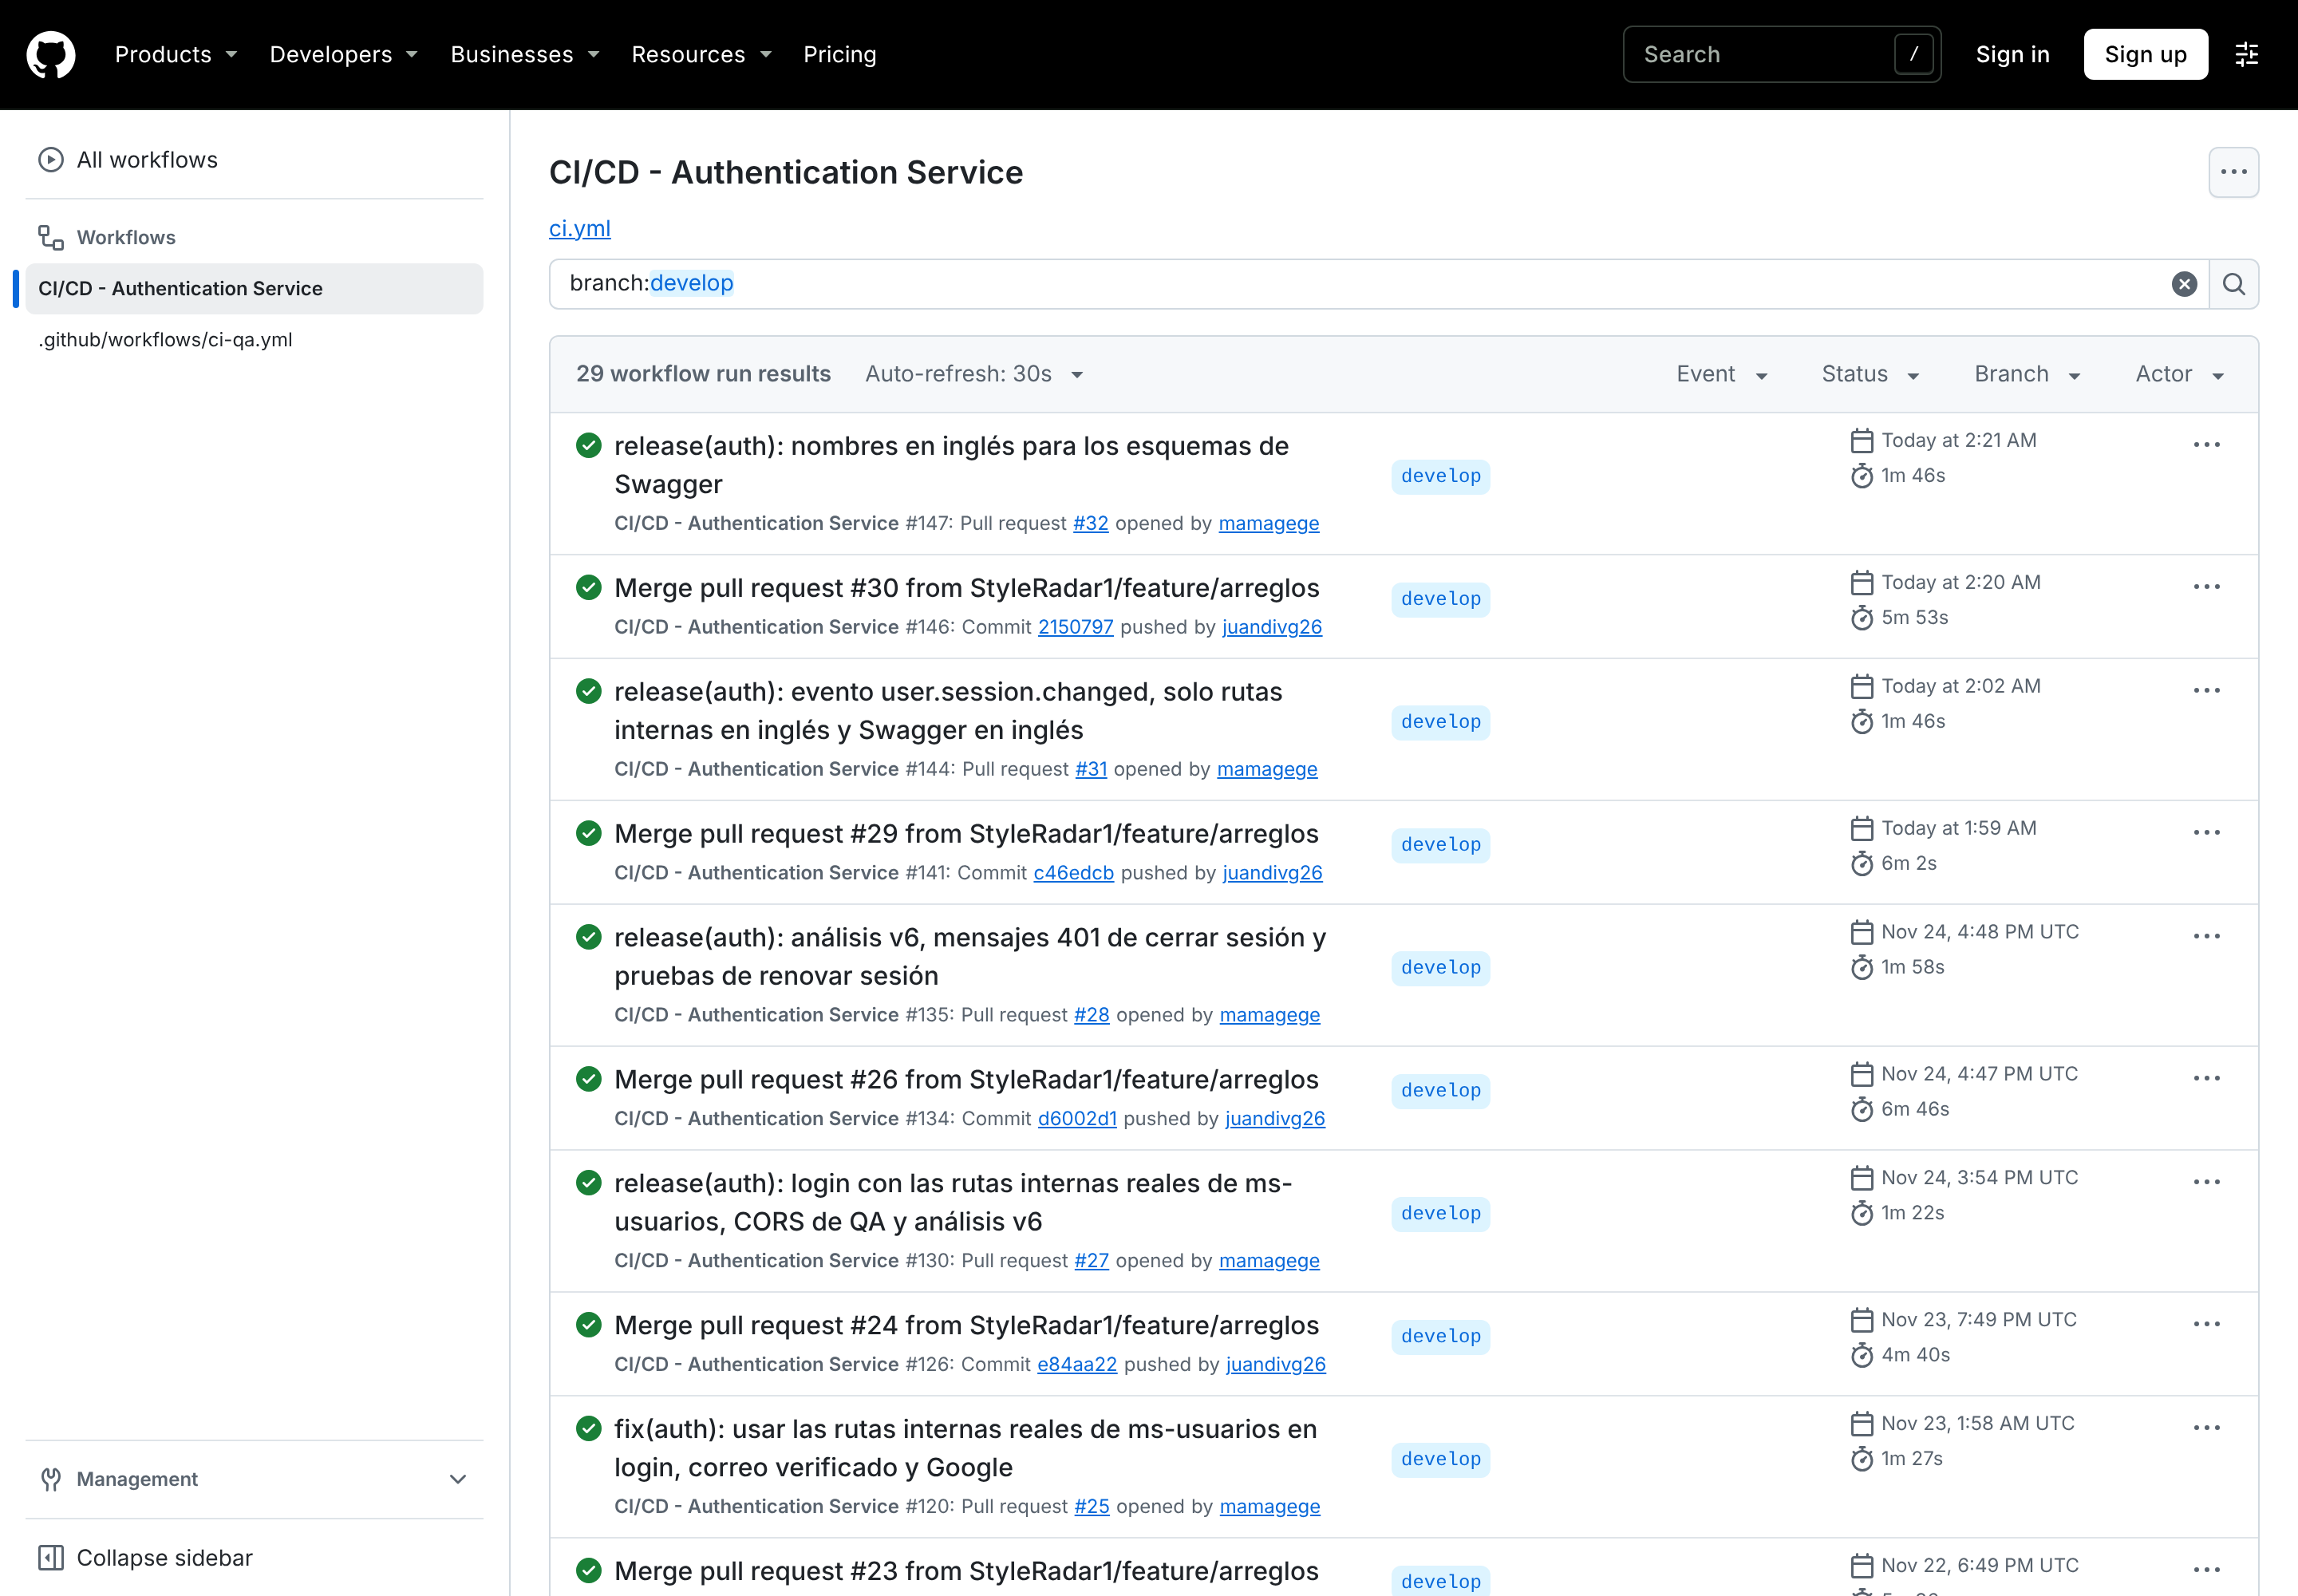 Products
Developers
Businesses
Resources
Pricing
Search
/
Sign in
Sign up
All workflows
Workflows
CI/CD - Authentication Service
.github/workflows/ci-qa.yml
Management
Collapse sidebar
CI/CD - Authentication Service
ci.yml
branch:develop
29 workflow run results
Auto-refresh: 30s
Event
Status
Branch
Actor
release(auth): nombres en inglés para los esquemas de
Swagger
CI/CD - Authentication Service #147: Pull request #32 opened by mamagege
develop
Today at 2:21 AM
1m 46s
Merge pull request #30 from StyleRadar1/feature/arreglos
CI/CD - Authentication Service #146: Commit 2150797 pushed by juandivg26
develop
Today at 2:20 AM
5m 53s
release(auth): evento user.session.changed, solo rutas
internas en inglés y Swagger en inglés
CI/CD - Authentication Service #144: Pull request #31 opened by mamagege
develop
Today at 2:02 AM
1m 46s
Merge pull request #29 from StyleRadar1/feature/arreglos
CI/CD - Authentication Service #141: Commit c46edcb pushed by juandivg26
develop
Today at 1:59 AM
6m 2s
release(auth): análisis v6, mensajes 401 de cerrar sesión y
pruebas de renovar sesión
CI/CD - Authentication Service #135: Pull request #28 opened by mamagege
develop
Nov 24, 4:48 PM UTC
1m 58s
Merge pull request #26 from StyleRadar1/feature/arreglos
CI/CD - Authentication Service #134: Commit d6002d1 pushed by juandivg26
develop
Nov 24, 4:47 PM UTC
6m 46s
release(auth): login con las rutas internas reales de ms-
usuarios, CORS de QA y análisis v6
CI/CD - Authentication Service #130: Pull request #27 opened by mamagege
develop
Nov 24, 3:54 PM UTC
1m 22s
Merge pull request #24 from StyleRadar1/feature/arreglos
CI/CD - Authentication Service #126: Commit e84aa22 pushed by juandivg26
develop
Nov 23, 7:49 PM UTC
4m 40s
fix(auth): usar las rutas internas reales de ms-usuarios en
login, correo verificado y Google
CI/CD - Authentication Service #120: Pull request #25 opened by mamagege
develop
Nov 23, 1:58 AM UTC
1m 27s
Merge pull request #23 from StyleRadar1/feature/arreglos
develop
Nov 22, 6:49 PM UTC